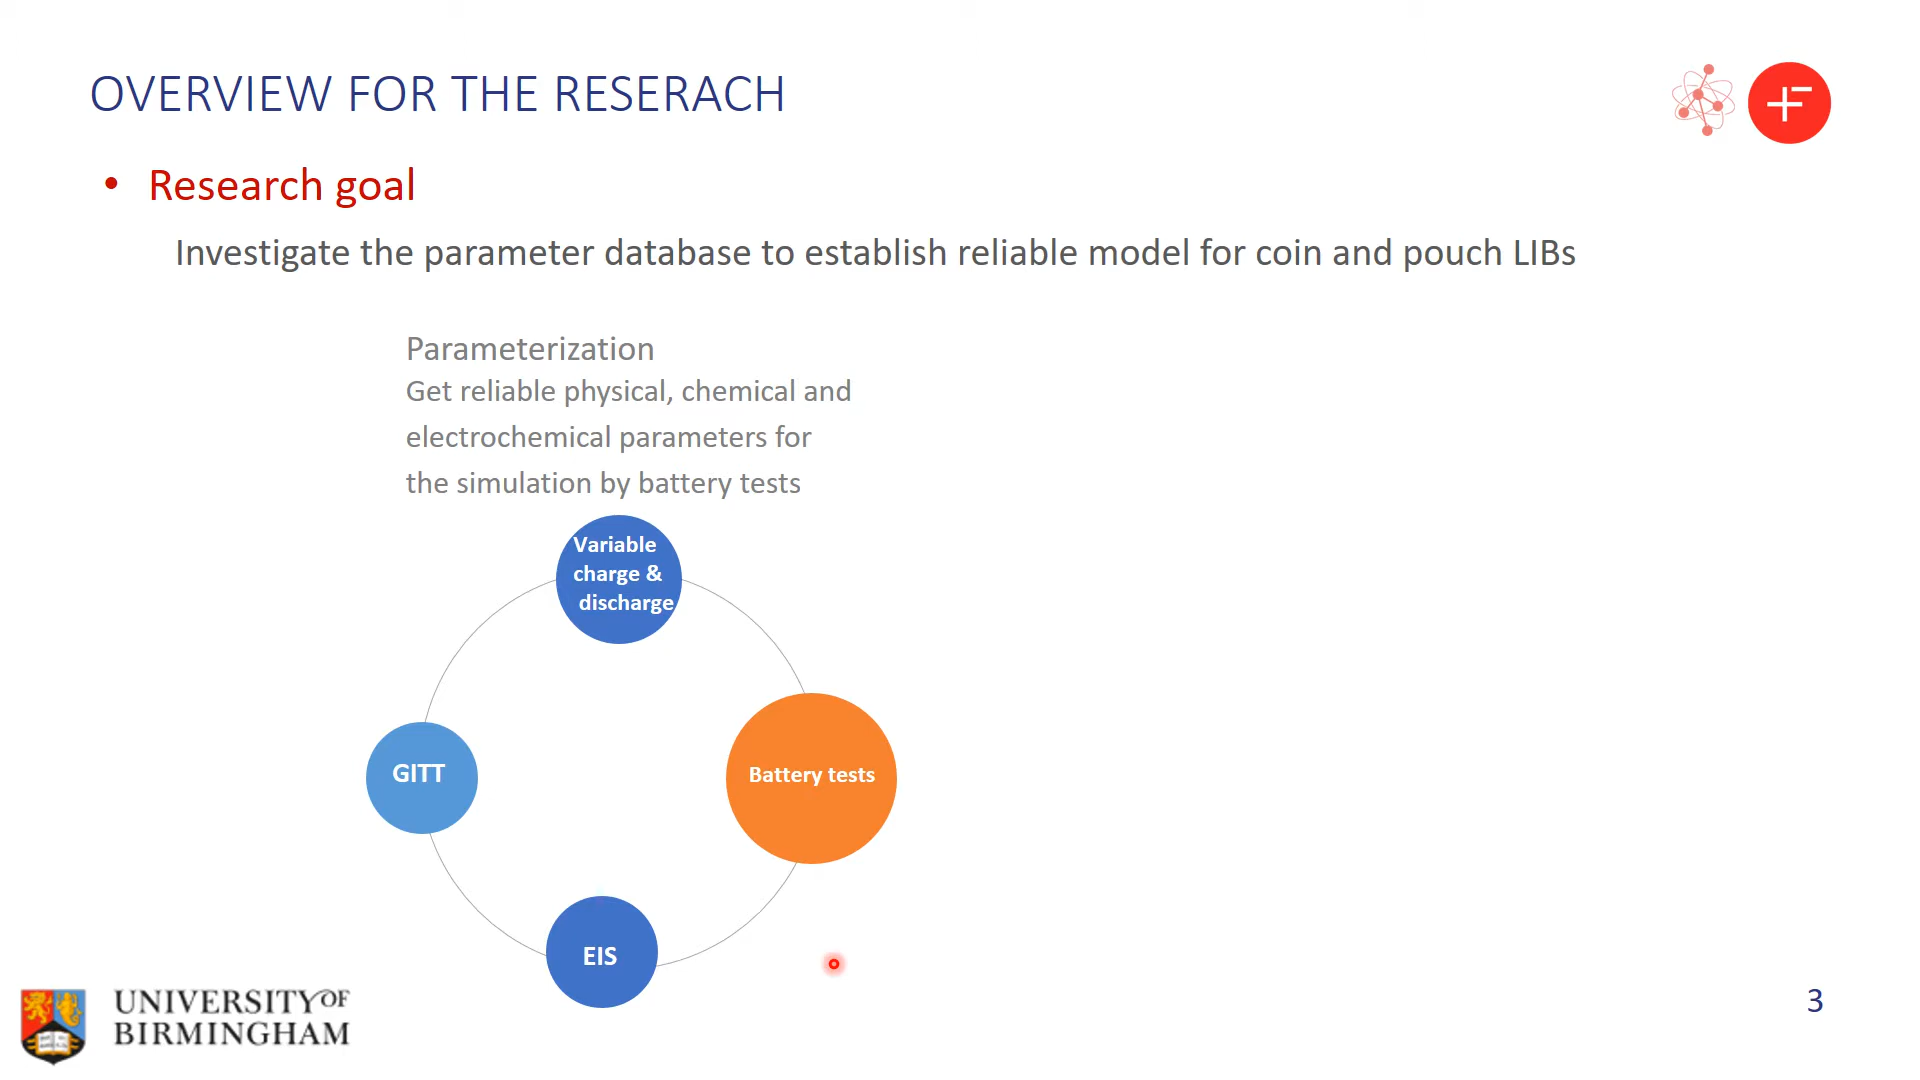 OVERVIEW FOR THE RESERACH
• Research goal
Investigate the parameter database to establish reliable model for coin and pouch LIBs
Parameterization
Get reliable physical, chemical and
electrochemical parameters for
the simulation by battery tests
Variable
charge &
discharge
GITT
Battery tests
EIS
UNIVERSITY OF
BIRMINGHAM
3